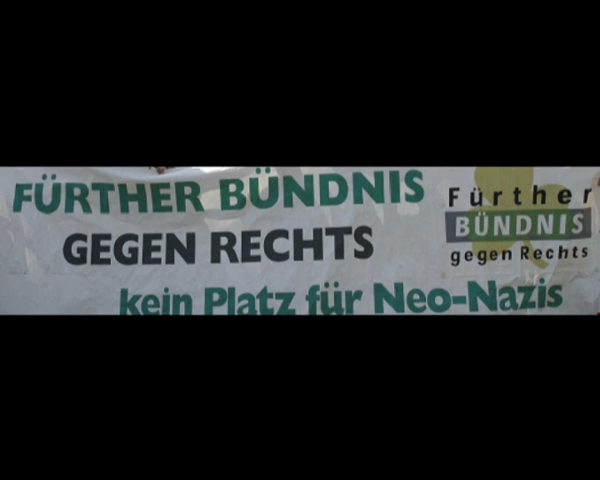 FÜRTHER BÜNDNIS
GEGEN RECHTS
kein Platz für Neo-Nazis
Fürther
BÜNDNIS
gegen Rechts